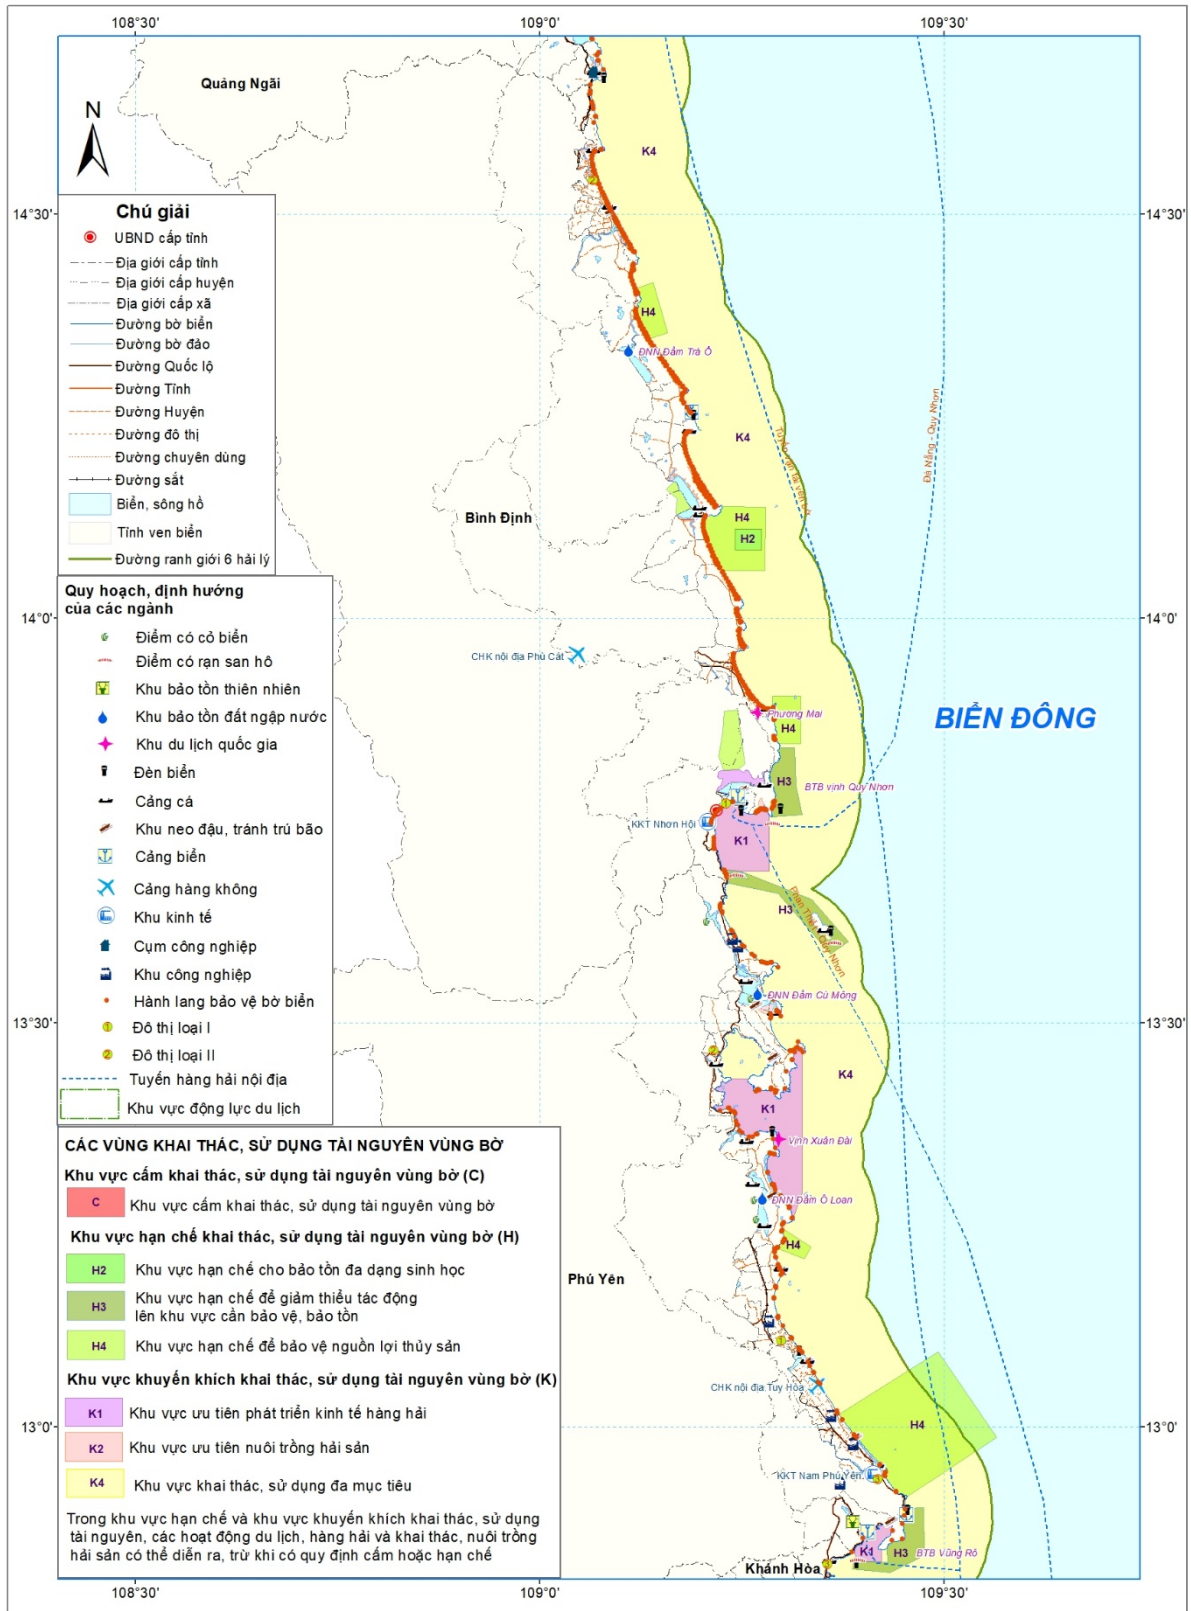 108°30'
109°0'
109°30'
Quảng Ngãi
N
K4
14°30'
14°30'
Chú giải
UBND cấp tỉnh
Địa giới cấp tỉnh
Địa giới cấp huyện
Địa giới cấp xã
Đường bờ biển
Đường bờ đảo
Đường Quốc lộ
Đường Tỉnh
Đường Huyện
Đường đô thị
Đường chuyên dùng
Đường sắt
Biển, sông hồ
Tỉnh ven biển
Đường ranh giới 6 hải lý
H4
ĐNN Đầm Trà Ổ
K4
Đà Nẵng - Quy Nhơn
Bình Định
H4
H2
Quy hoạch, định hướng
của các ngành
Điểm có cỏ biển
Điểm có rạn san hô
Khu bảo tồn thiên nhiên
Khu bảo tồn đất ngập nước
Khu du lịch quốc gia
Đèn biển
Cảng cá
Khu neo đậu, tránh trú bão
Cảng biển
Cảng hàng không
Khu kinh tế
Cụm công nghiệp
Khu công nghiệp
Hành lang bảo vệ bờ biển
1 Đô thị loại I
2 Đô thị loại II
Tuyến hàng hải nội địa
Khu vực động lực du lịch
14°0'
14°0'
CHK nội địa Phù Cát
Phương Mai
H4
BIỂN ĐÔNG
H3
BTB vịnh Quy Nhơn
KKT Nhơn Hội
K1
H3
ĐNN Đầm Cù Mông
13°30'
13°30'
2
K4
K1
Vịnh Xuân Đài
ĐNN Đầm Ô Loan
H4
Phú Yên
1
CHK nội địa Tuy Hòa
13°0'
13°0'
H4
KKT Nam Phú Yên
3
K1
H3
BTB Vũng Rô
Khánh Hòa
CÁC VÙNG KHAI THÁC, SỬ DỤNG TÀI NGUYÊN VÙNG BỜ
Khu vực cấm khai thác, sử dụng tài nguyên vùng bờ (C)
C Khu vực cấm khai thác, sử dụng tài nguyên vùng bờ
Khu vực hạn chế khai thác, sử dụng tài nguyên vùng bờ (H)
H2 Khu vực hạn chế cho bảo tồn đa dạng sinh học
H3 Khu vực hạn chế để giảm thiểu tác động
lên khu vực cần bảo vệ, bảo tồn
H4 Khu vực hạn chế để bảo vệ nguồn lợi thủy sản
Khu vực khuyến khích khai thác, sử dụng tài nguyên vùng bờ (K)
K1 Khu vực ưu tiên phát triển kinh tế hàng hải
K2 Khu vực ưu tiên nuôi trồng hải sản
K4 Khu vực khai thác, sử dụng đa mục tiêu
Trong khu vực hạn chế và khu vực khuyến khích khai thác, sử dụng
tài nguyên, các hoạt động du lịch, hàng hải và khai thác, nuôi trồng
hải sản có thể diễn ra, trừ khi có quy định cấm hoặc hạn chế
108°30'
109°0'
109°30'